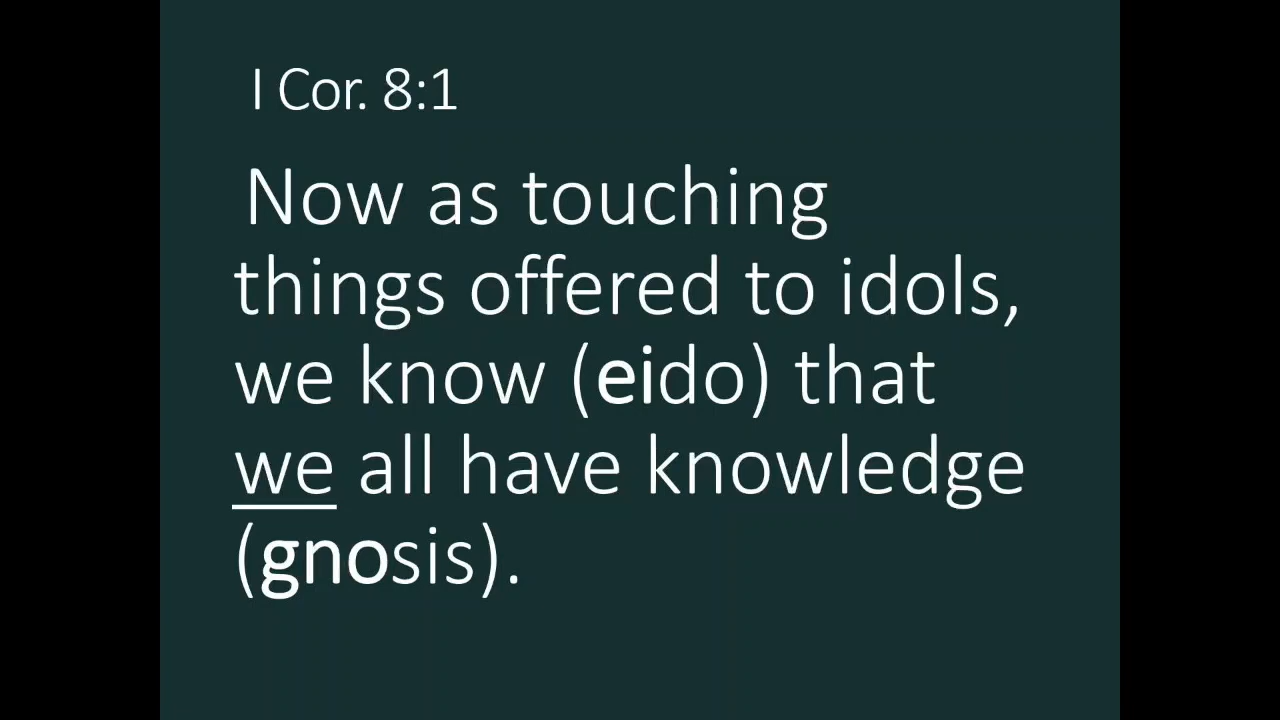 I Cor. 8:1
Now as touching
things offered to idols,
we know (eido) that
we all have knowledge
(gnosis).